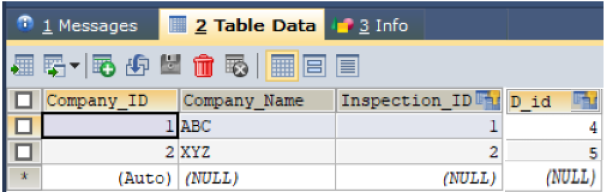 1 Messages 2 Table Data 3 Info
Company_ID Company_Name Inspection_ID D_id
1 ABC 1 4
2 XYZ 2 5
* (Auto) (NULL) (NULL) (NULL)